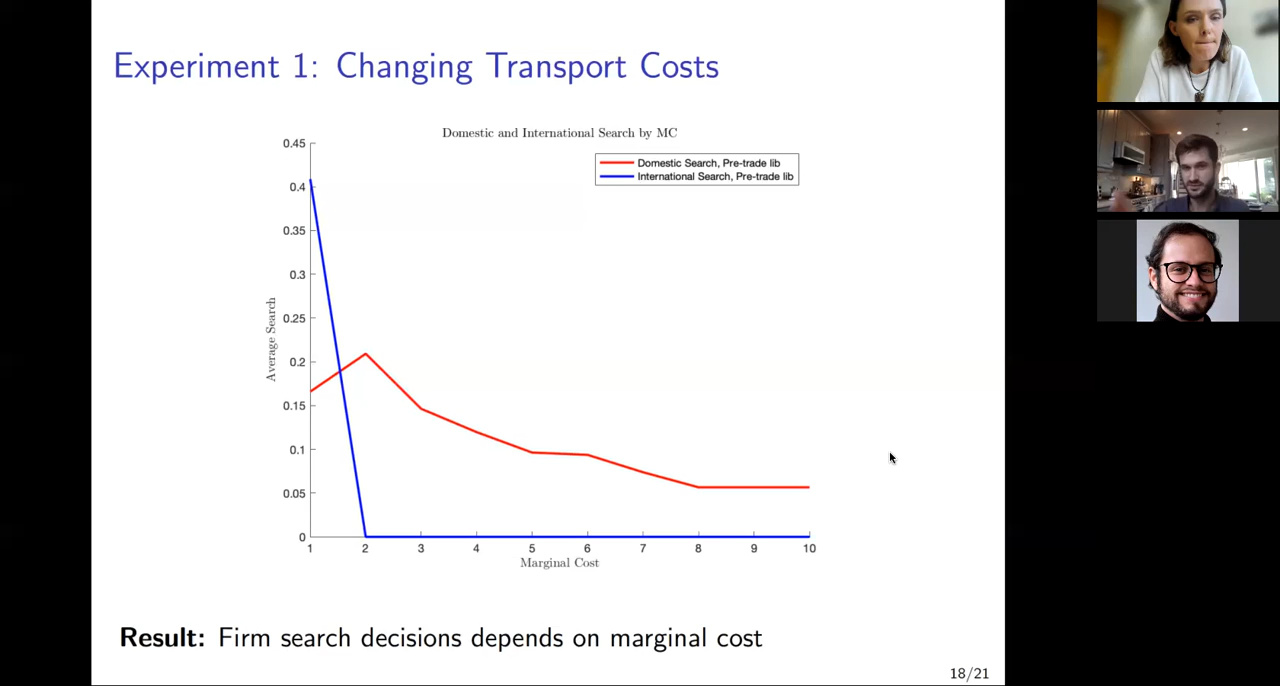 Experiment 1: Changing Transport Costs
Domestic and International Search by MC
Domestic Search, Pre-trade lib
International Search, Pre-trade lib
0.45
0.4
0.35
0.3
0.25
0.2
0.15
0.1
0.05
0
Average Search
1 2 3 4 5 6 7 8 9 10
Marginal Cost
Result: Firm search decisions depends on marginal cost
18/21